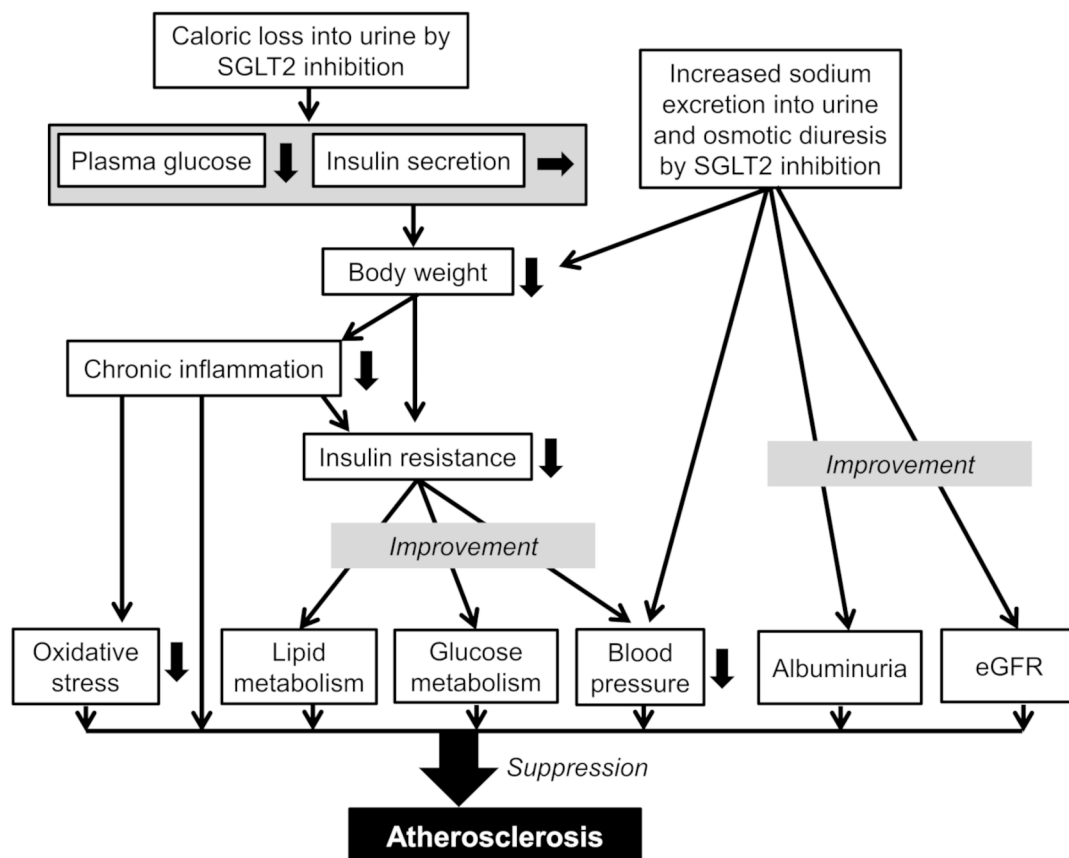 Caloric loss into urine by
SGLT2 inhibition
Increased sodium
excretion into urine
and osmotic diuresis
by SGLT2 inhibition
Plasma glucose
Insulin secretion
Body weight
Chronic inflammation
Insulin resistance
Improvement
Improvement
Oxidative
stress
Lipid
metabolism
Glucose
metabolism
Blood
pressure
Albuminuria
eGFR
Suppression
Atherosclerosis